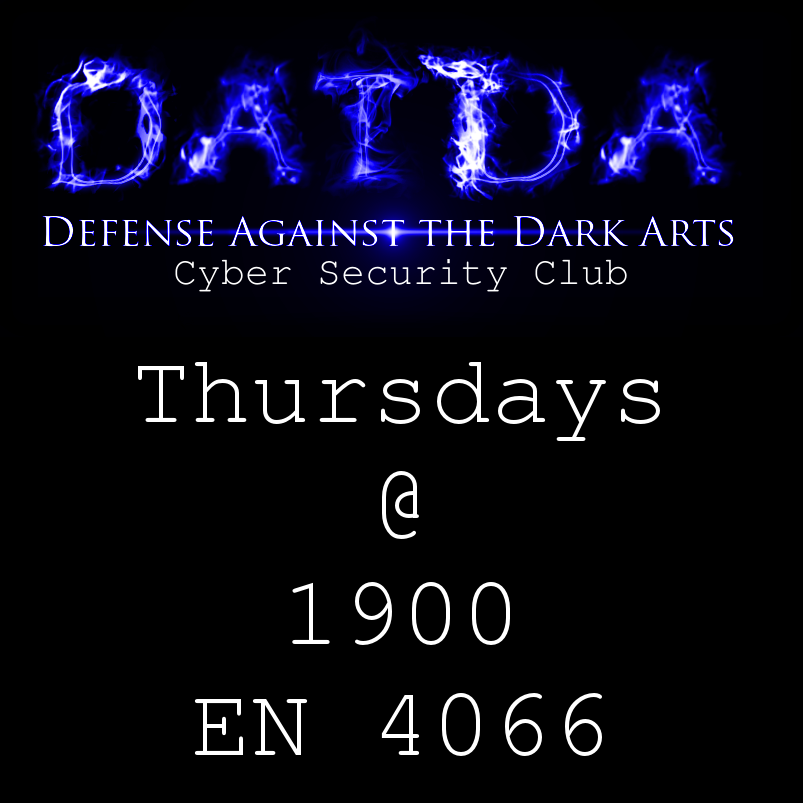 DATDA
Defense Against the Dark Arts
Cyber Security Club
Thursdays
@
1900
EN 4066